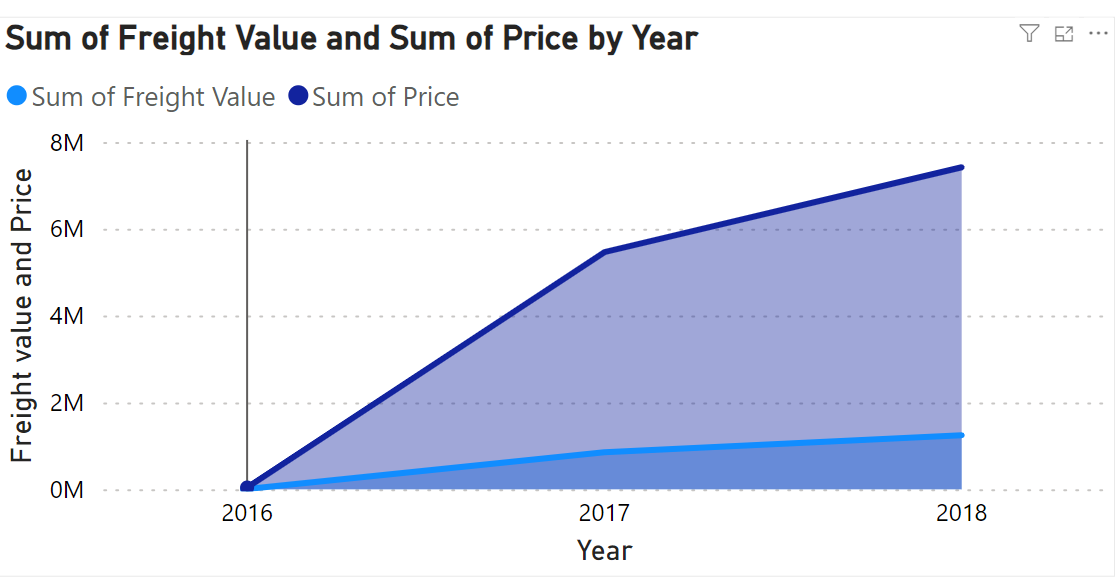 Sum of Freight Value and Sum of Price by Year
Sum of Freight Value Sum of Price
8M
6M
4M
2M
0M
Freight value and Price
2016 2017 2018
Year